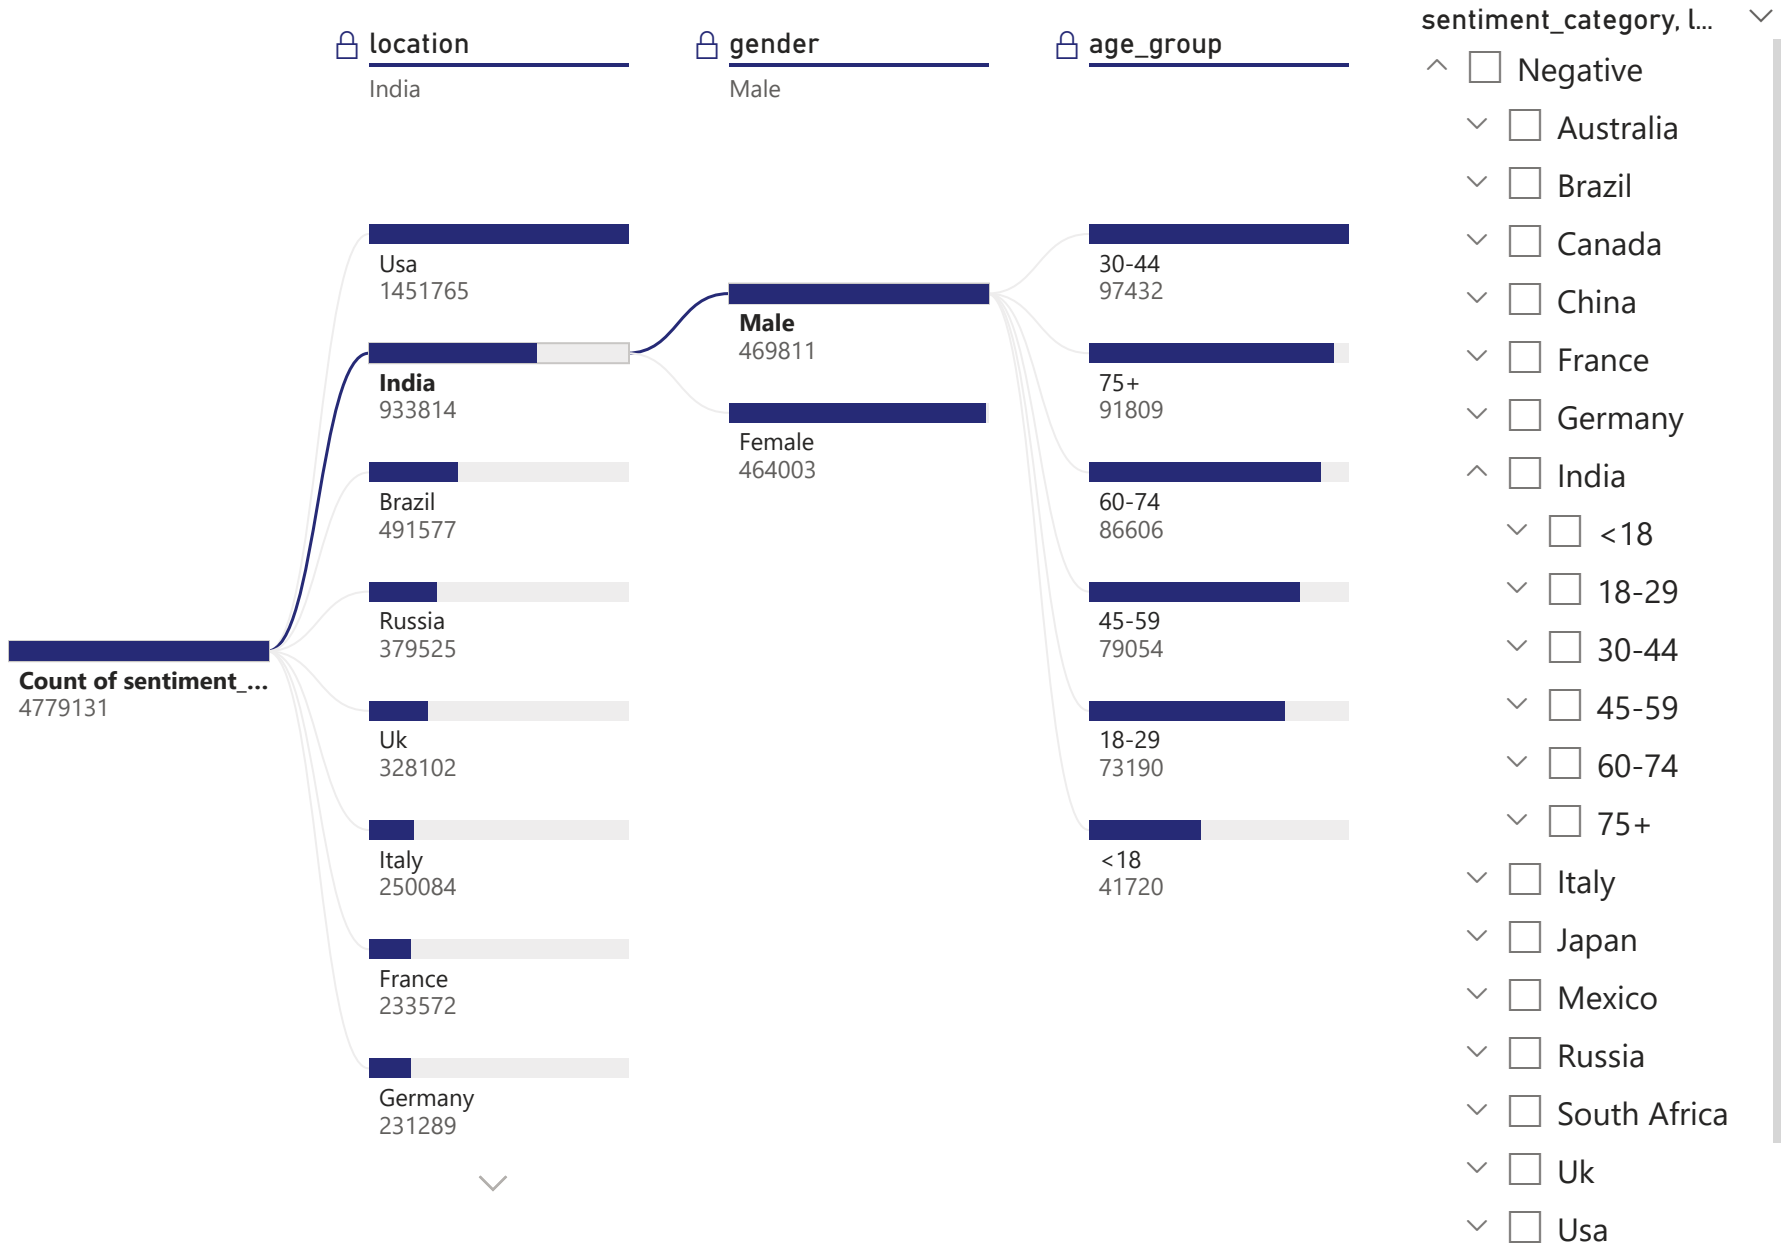 location
India
gender
Male
age_group
Count of sentiment_...
4779131
Usa
1451765
India
933814
Brazil
491577
Russia
379525
Uk
328102
Italy
250084
France
233572
Germany
231289
Male
469811
Female
464003
30-44
97432
75+
91809
60-74
86606
45-59
79054
18-29
73190
<18
41720
sentiment_category, l...
Negative
Australia
Brazil
Canada
China
France
Germany
India
<18
18-29
30-44
45-59
60-74
75+
Italy
Japan
Mexico
Russia
South Africa
Uk
Usa